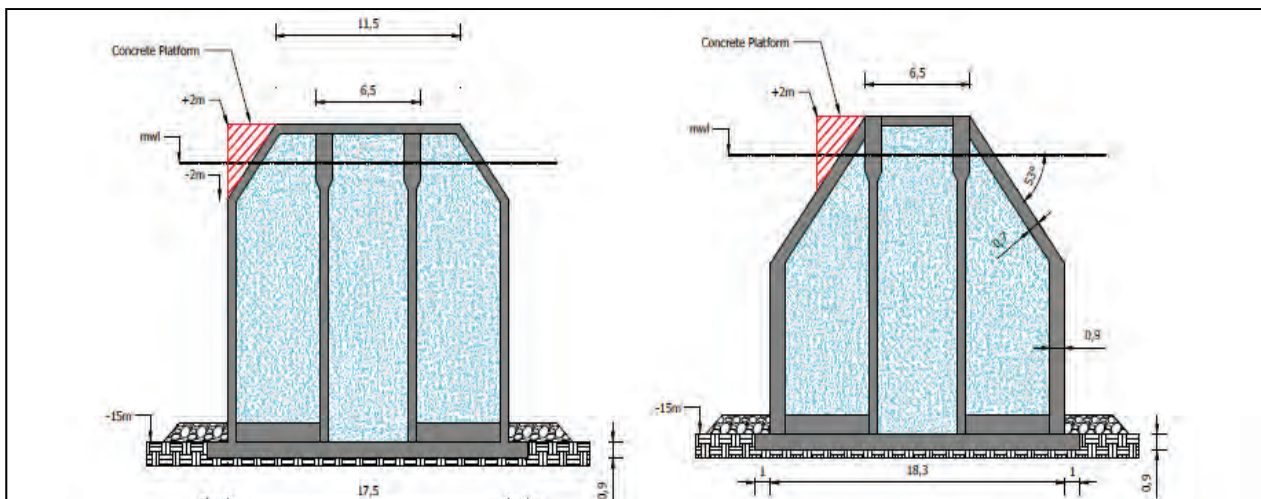 11,5
Concrete Platform
+2m
6,5
mwl
-2m
-15m
17,5
0,9
Concrete Platform
6,5
+2m
mwl
53°
0,7
0,9
-15m
1
18,3
1
0,9